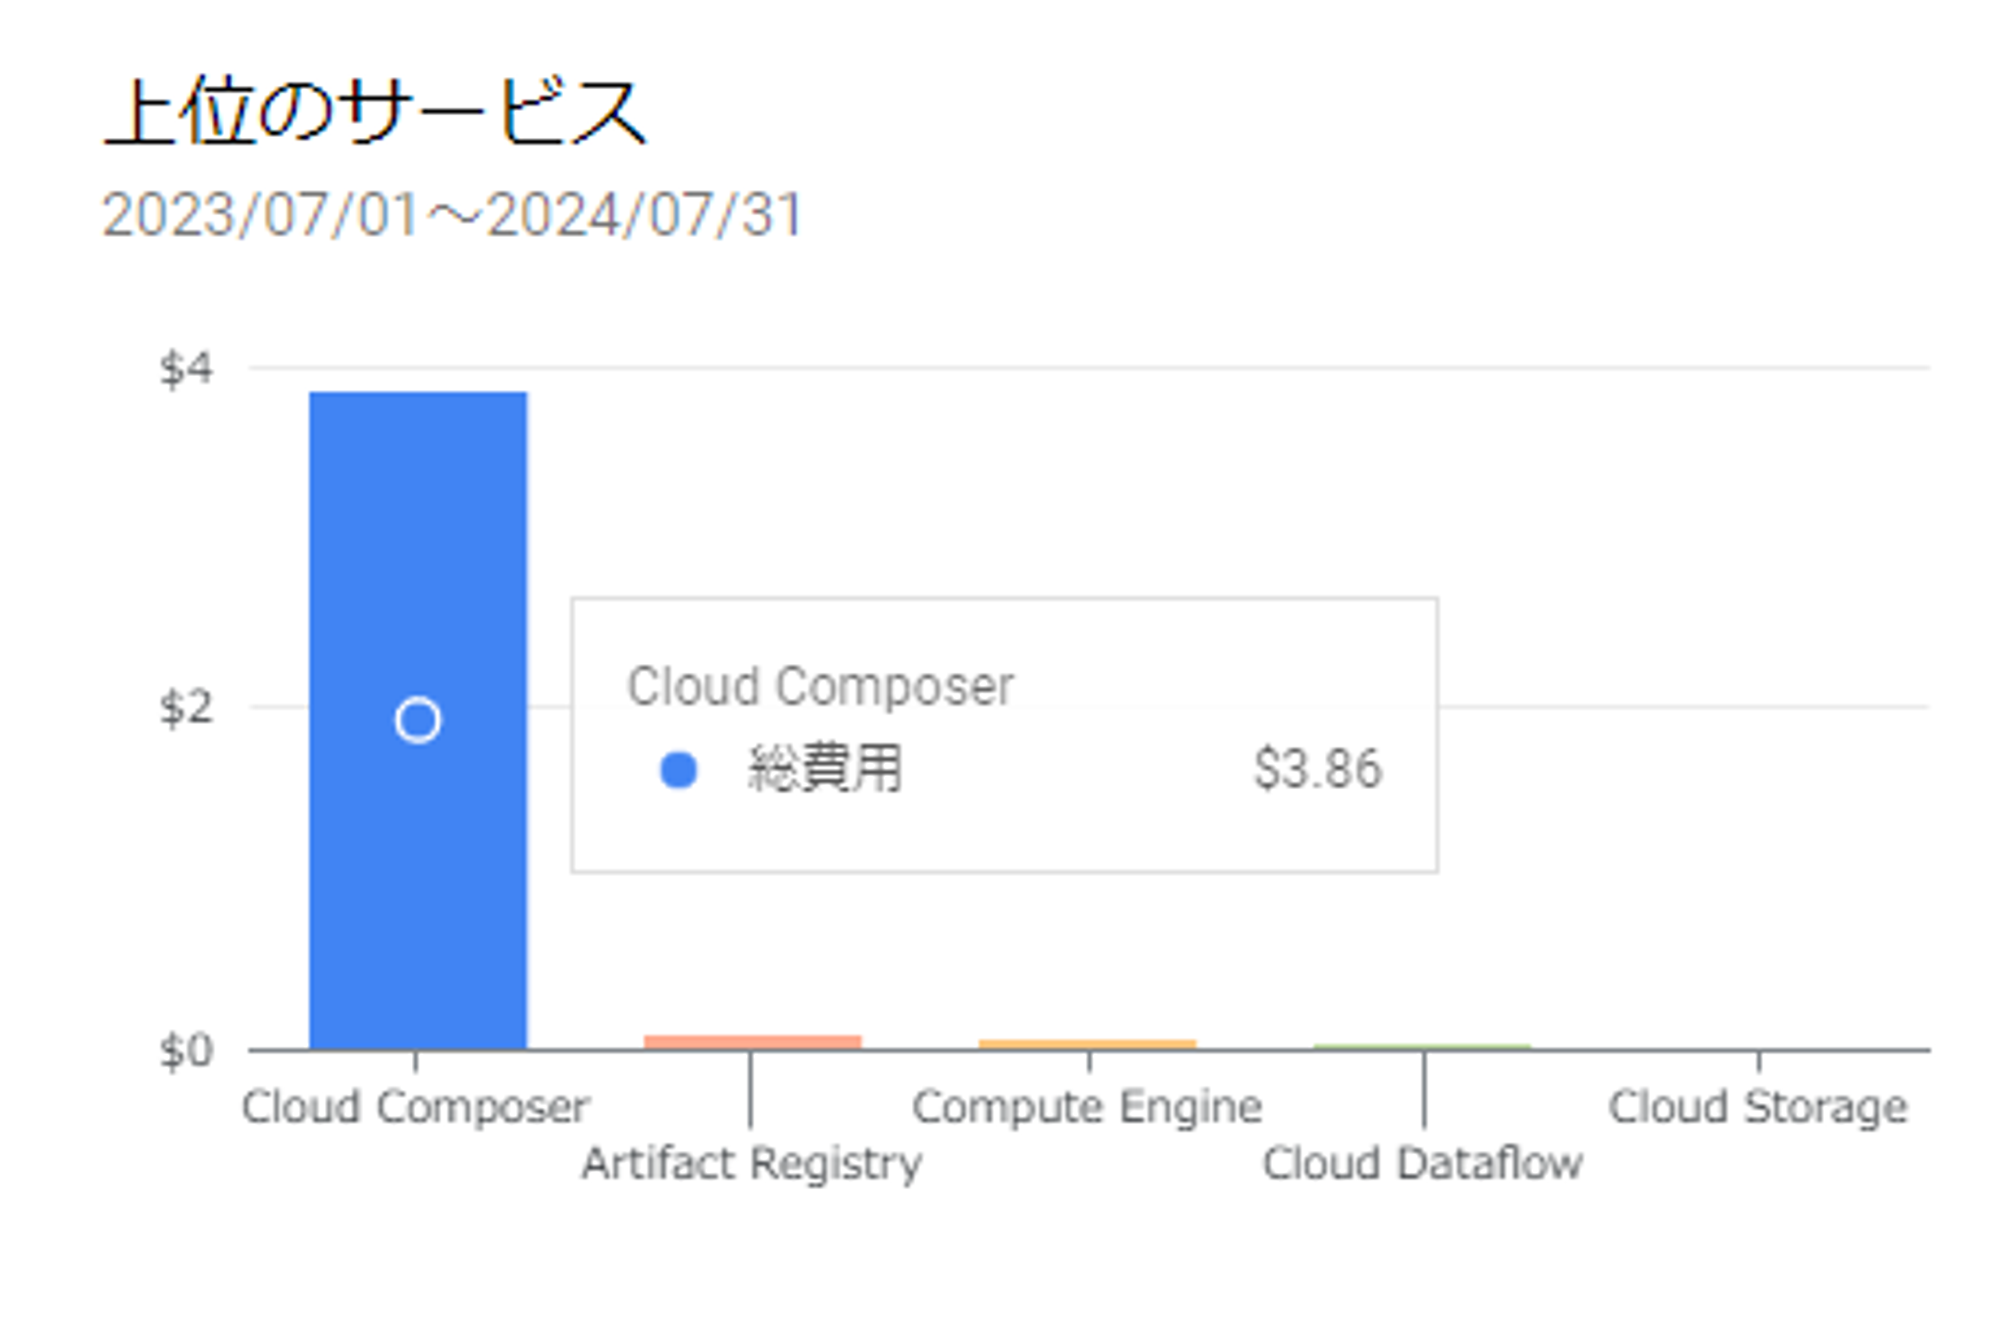 上位のサービス
2023/07/01～2024/07/31
$4
$2
$0
Cloud Composer
総費用 $3.86
Cloud Composer
Artifact Registry
Compute Engine
Cloud Dataflow
Cloud Storage